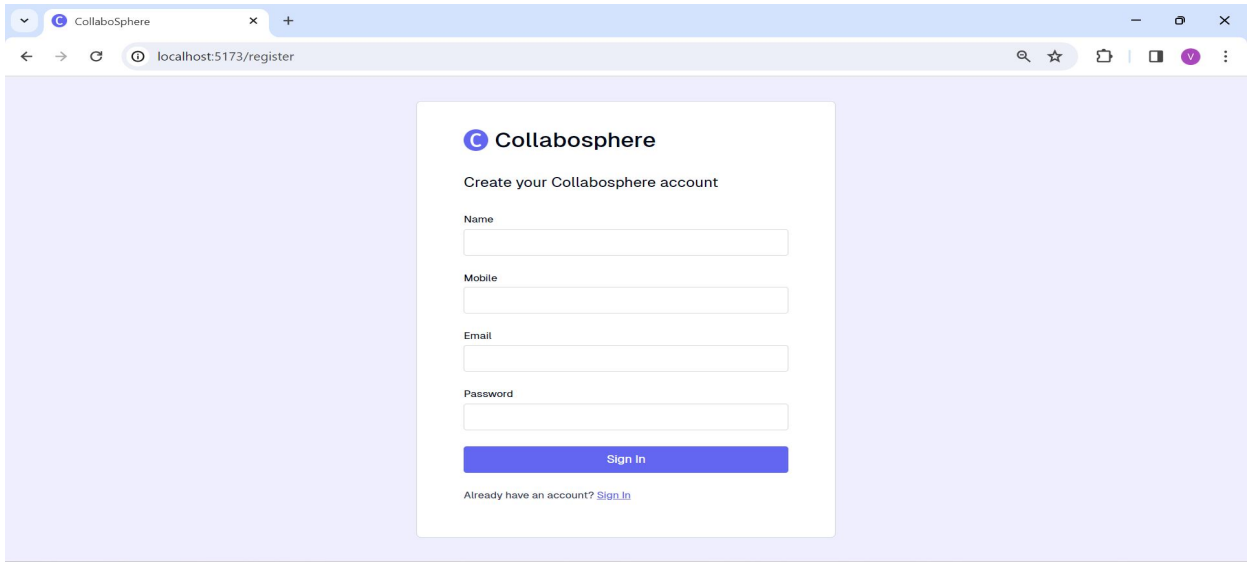 CollaboSphere
localhost:5173/register
V
C Collabosphere
Create your Collabosphere account
Name
Mobile
Email
Password
Sign In
Already have an account? Sign In